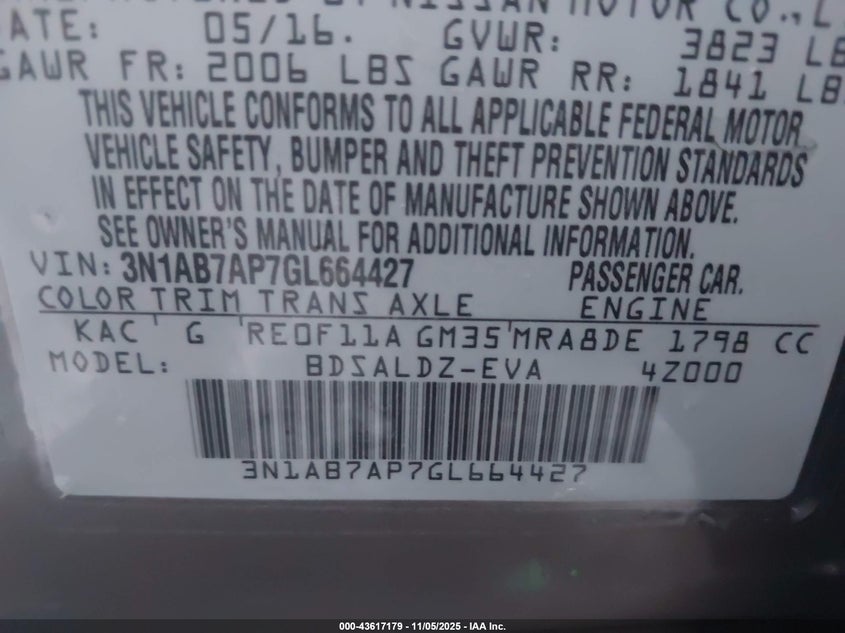 NISSAN MOTOR CO., L
DATE: 05/16. GVWR: 3823 LB
GAWR FR: 2006 LBS GAWR RR: 1841 LB
THIS VEHICLE CONFORMS TO ALL APPLICABLE FEDERAL MOTOR
VEHICLE SAFETY, BUMPER AND THEFT PREVENTION STANDARDS
IN EFFECT ON THE DATE OF MANUFACTURE SHOWN ABOVE.
SEE OWNER'S MANUAL FOR ADDITIONAL INFORMATION.
VIN: 3N1AB7AP7GL664427 PASSENGER CAR.
COLOR TRIM TRANS AXLE ENGINE
KAC ' G ' RE0F11A GM35 ' MRA8DE 1798 CC
MODEL: BDSALDZ-EVA 4Z000
3N1AB7AP7GL664427
000-43617179 - 11/05/2025 - IAA Inc.